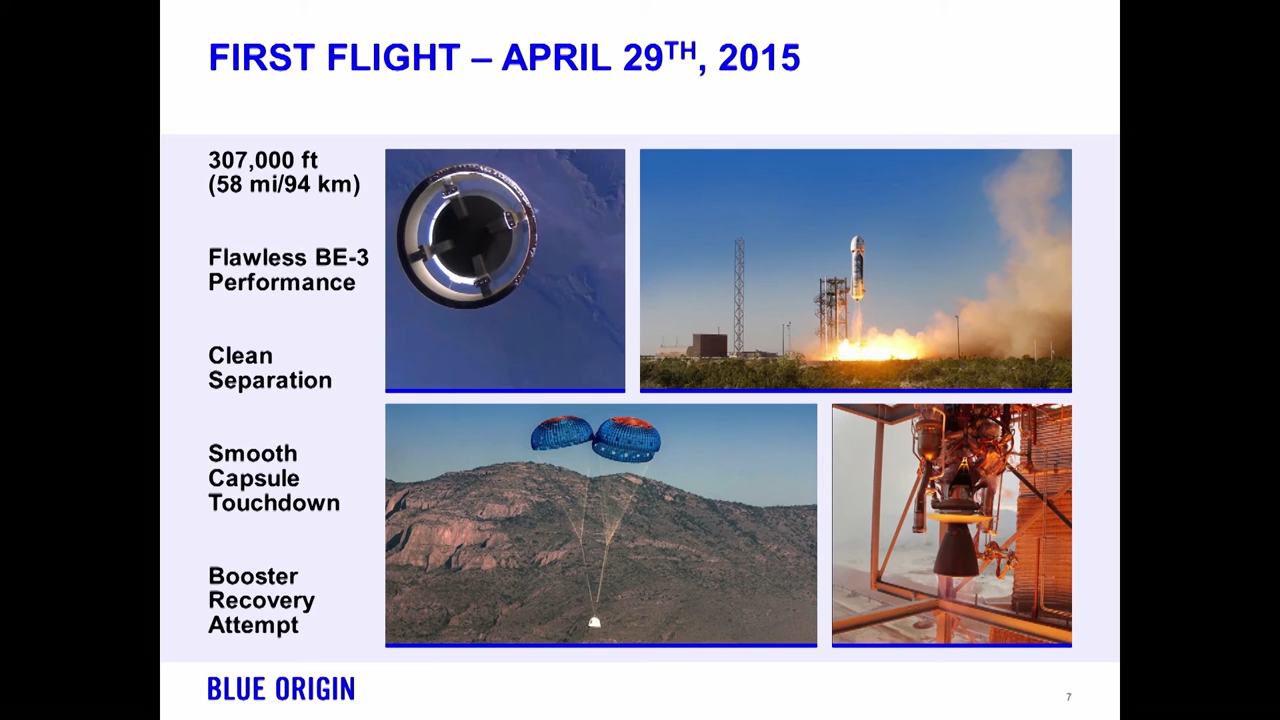 FIRST FLIGHT – APRIL 29TH, 2015
307,000 ft
(58 mi/94 km)
Flawless BE-3
Performance
Clean
Separation
Smooth
Capsule
Touchdown
Booster
Recovery
Attempt
BLUE ORIGIN
7